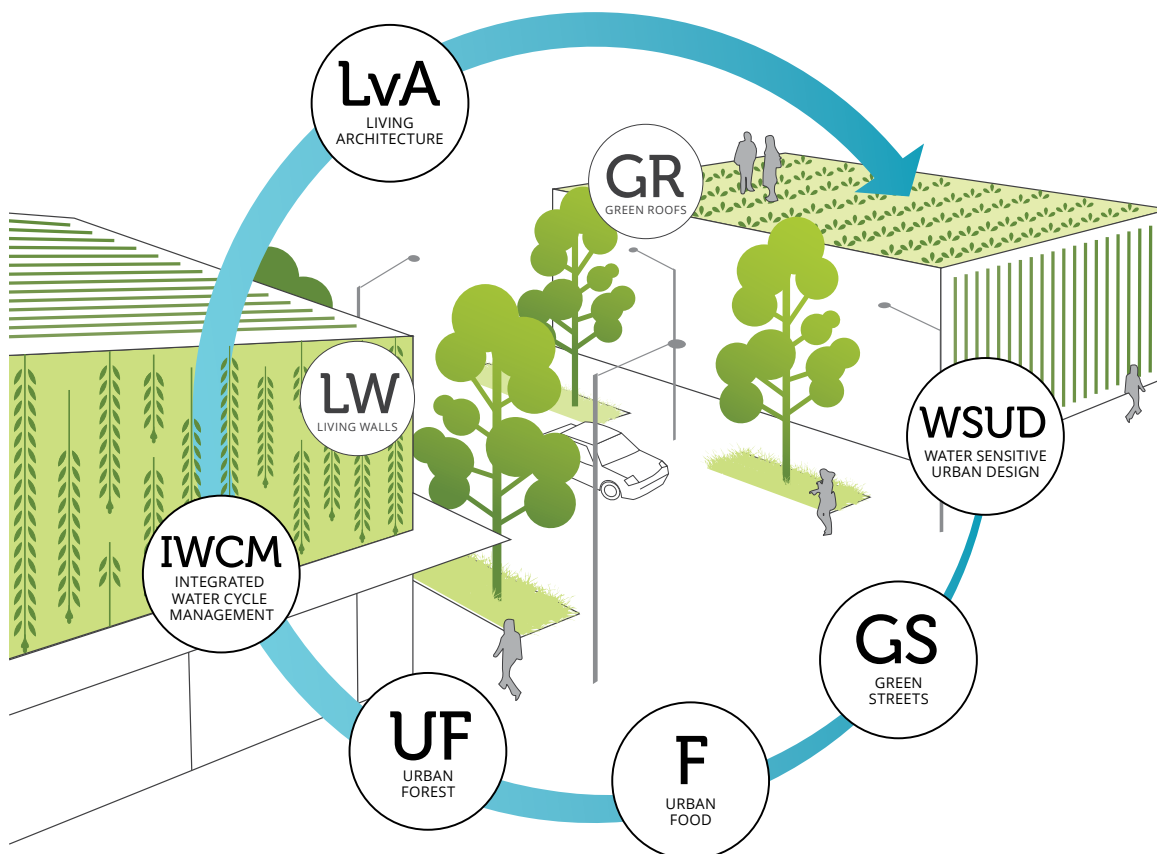 LvA
LIVING
ARCHITECTURE
GR
GREEN ROOFS
LW
LIVING WALLS
WSUD
WATER SENSITIVE
URBAN DESIGN
IWCM
INTEGRATED
WATER CYCLE
MANAGEMENT
GS
GREEN
STREETS
UF
URBAN
FOREST
F
URBAN
FOOD